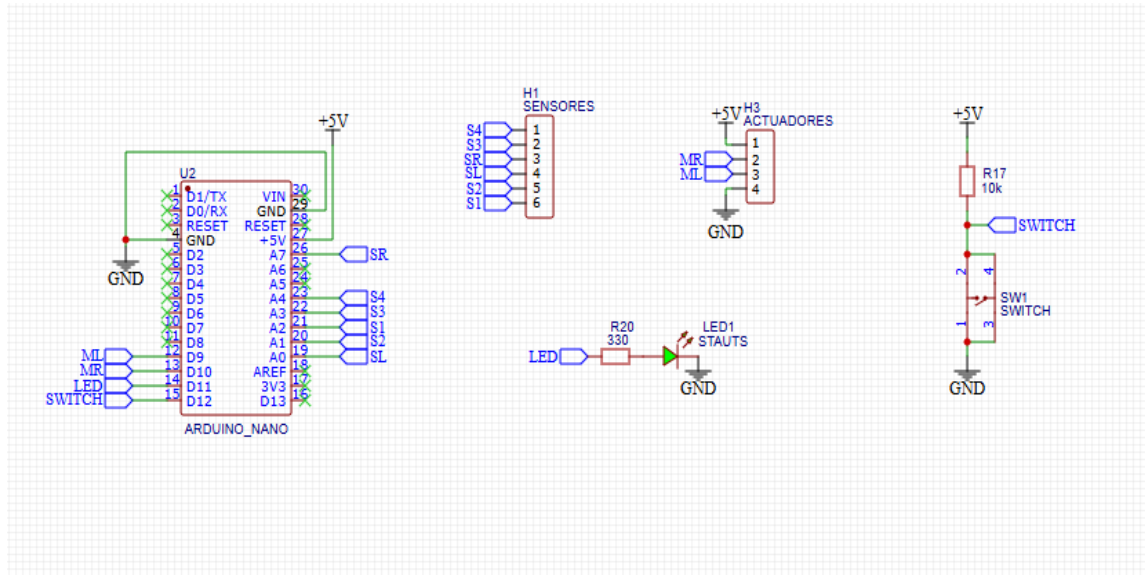 U2
+5V
1 D1/TX VIN 30
2 D0/RX GND 29
3 RESET RESET 28
4 GND +5V 27
5 D2 A7 26 SR
6 D3 A6 25
7 D4 A5 24
8 D5 A4 23 S4
9 D6 A3 22 S3
10 D7 A2 21 S1
11 D8 A1 20 S2
ML 12 D9 A0 19 SL
MR 13 D10 AREF 18
LED 14 D11 3V3 17
SWITCH 15 D12 D13 16
GND
ARDUINO_NANO
H1
SENSORES
S4 1
S3 2
SR 3
SL 4
S2 5
S1 6
+5V H3
ACTUADORES
1
MR 2
ML 3
4
GND
R20
330
LED
LED1
STAUTS
GND
+5V
R17
10k
SWITCH
2 4
SW1
SWITCH
1 3
GND